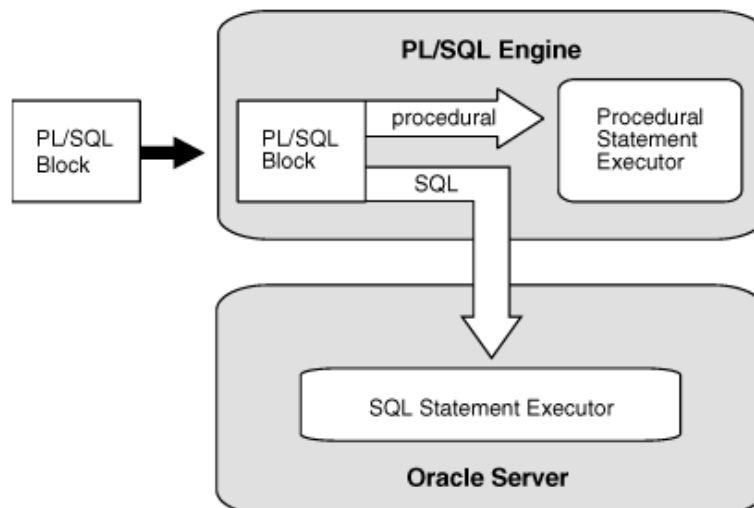 PL/SQL Engine
PL/SQL
Block
PL/SQL
Block
procedural
Procedural
Statement
Executor
SQL
SQL Statement Executor
Oracle Server